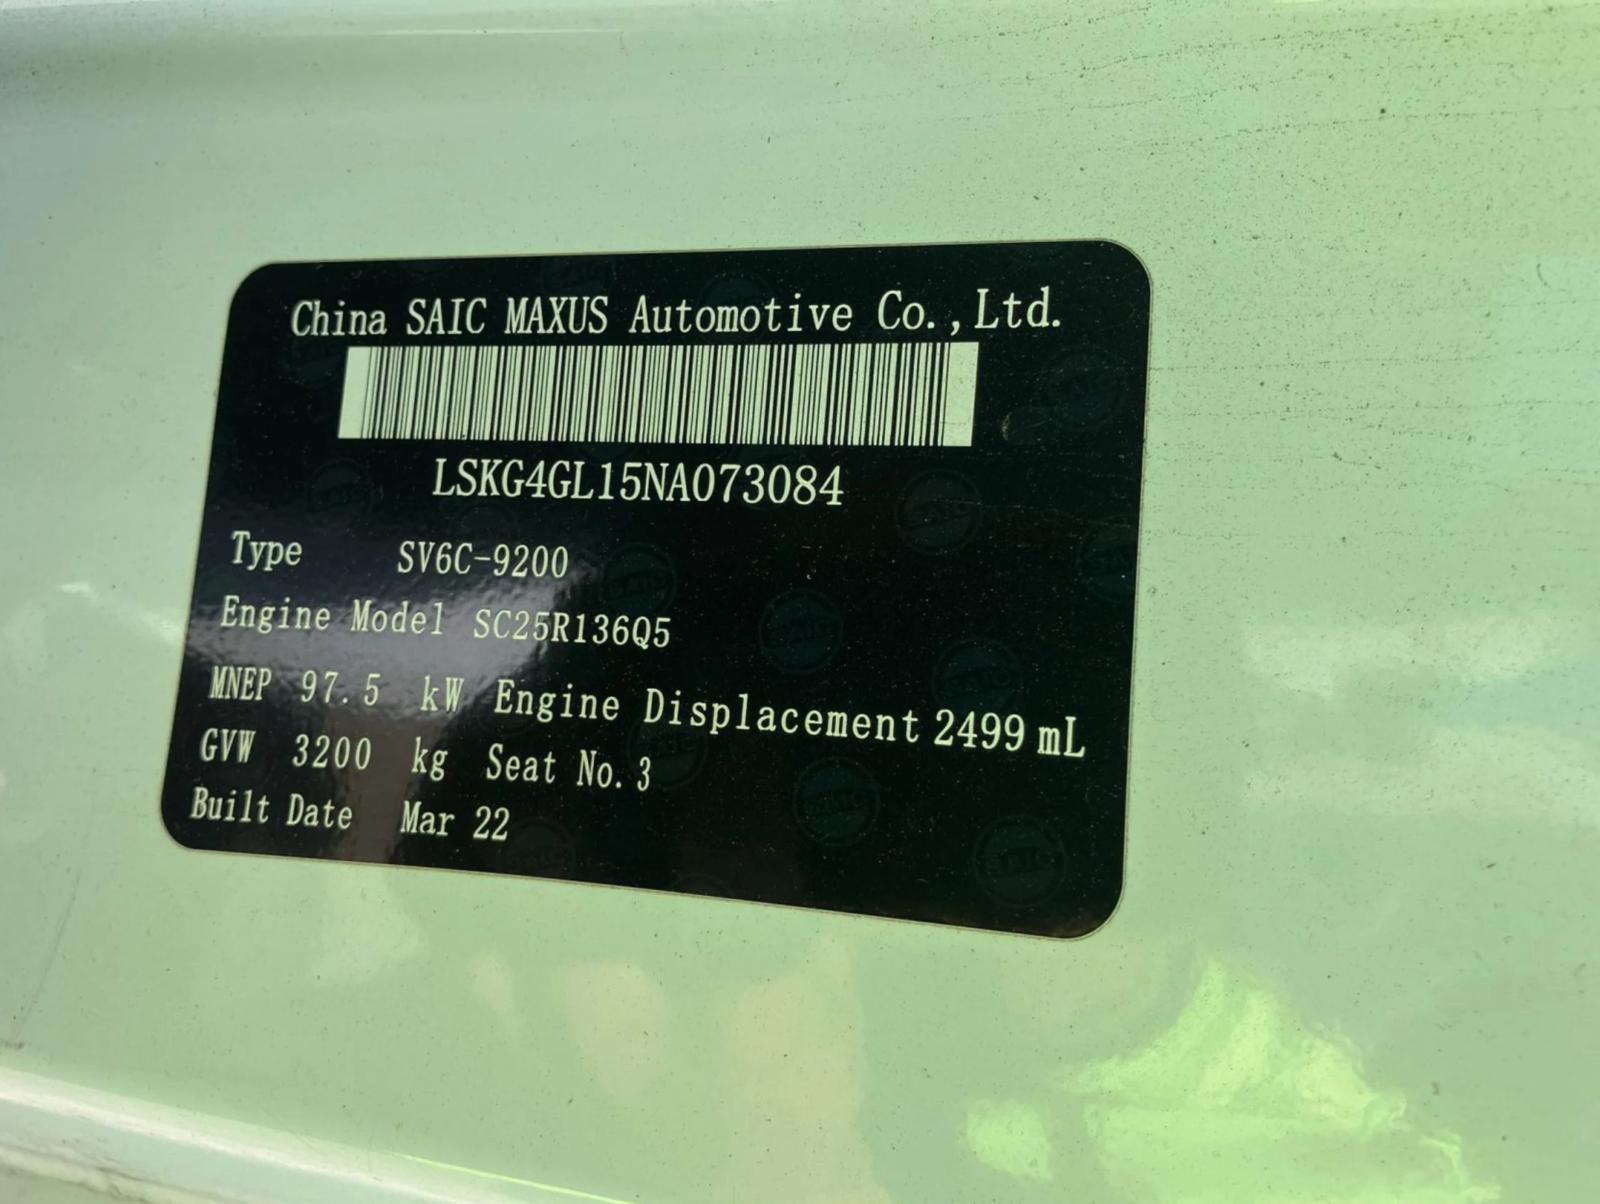 China SAIC MAXUS Automotive Co.,Ltd.
LSKG4GL15NA073084
Type SV6C-9200
Engine Model SC25R136Q5
MNEP 97.5 kW Engine Displacement 2499 mL
GVW 3200 kg Seat No.3
Built Date Mar 22